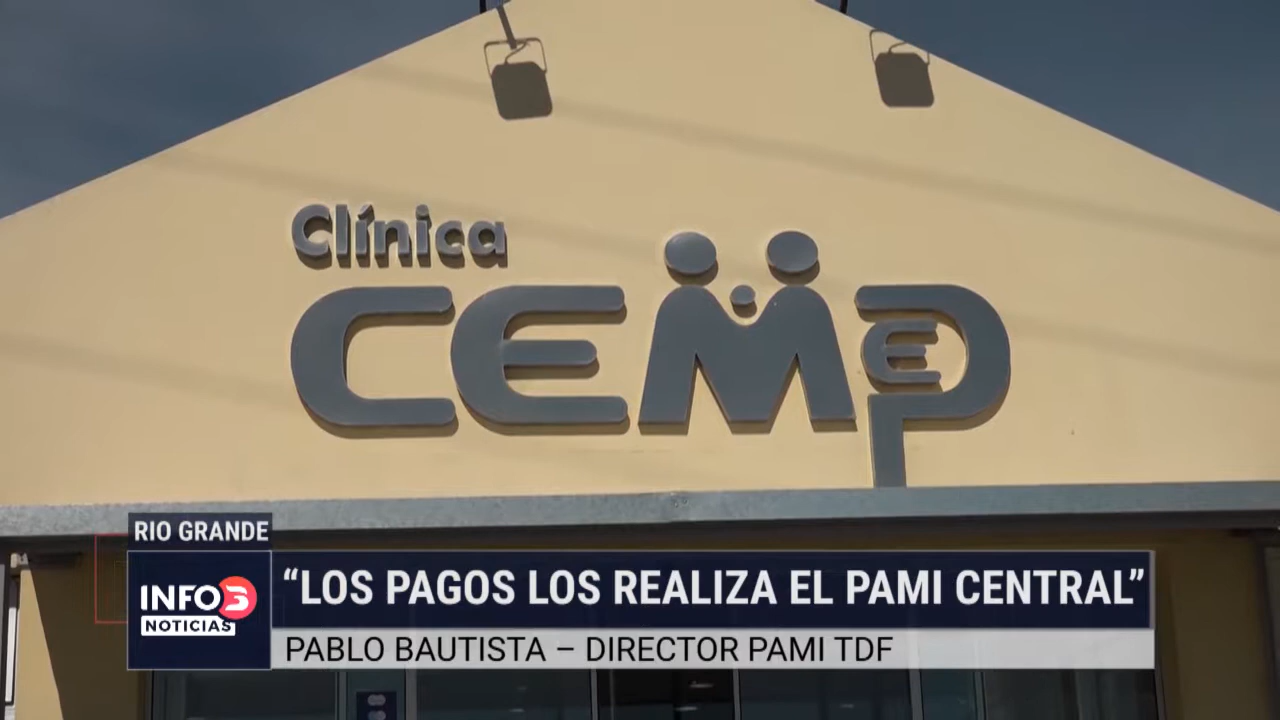 Clínica
CEMEP
RIO GRANDE
INFO3
NOTICIAS
“LOS PAGOS LOS REALIZA EL PAMI CENTRAL”
PABLO BAUTISTA – DIRECTOR PAMI TDF